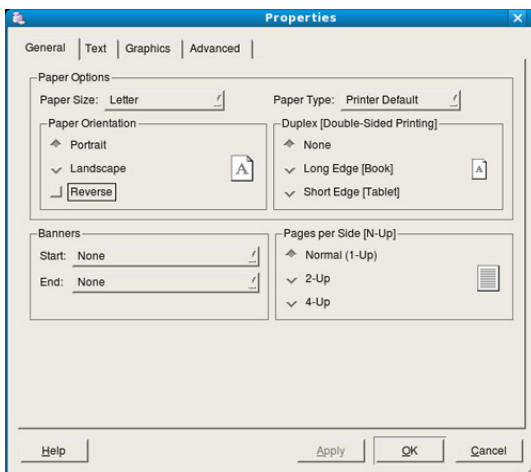 Properties
General Text Graphics Advanced
Paper Options
Paper Size: Letter
Paper Type: Printer Default
Paper Orientation
Portrait
Landscape
Reverse
A
Duplex [Double-Sided Printing]
None
Long Edge [Book]
Short Edge [Tablet]
A
Banners
Start: None
End: None
Pages per Side [N-Up]
Normal (1-Up)
2-Up
4-Up
Help Apply OK Cancel